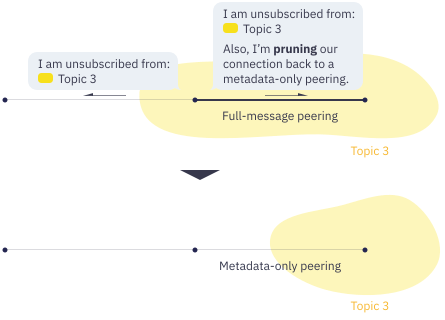 I am unsubscribed from:
Topic 3
Also, I’m pruning our
connection back to a
metadata-only peering.
I am unsubscribed from:
Topic 3
Full-message peering
Topic 3
Metadata-only peering
Topic 3